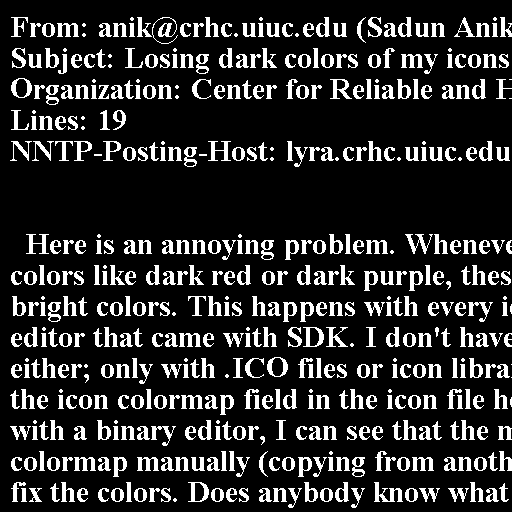 From: anik@crhc.uiuc.edu (Sadun Anik
Subject: Losing dark colors of my icons
Organization: Center for Reliable and H
Lines: 19
NNTP-Posting-Host: lyra.crhc.uiuc.edu
Here is an annoying problem. Wheneve
colors like dark red or dark purple, thes
bright colors. This happens with every ic
editor that came with SDK. I don't have
either; only with .ICO files or icon libra
the icon colormap field in the icon file he
with a binary editor, I can see that the m
colormap manually (copying from anoth
fix the colors. Does anybody know what